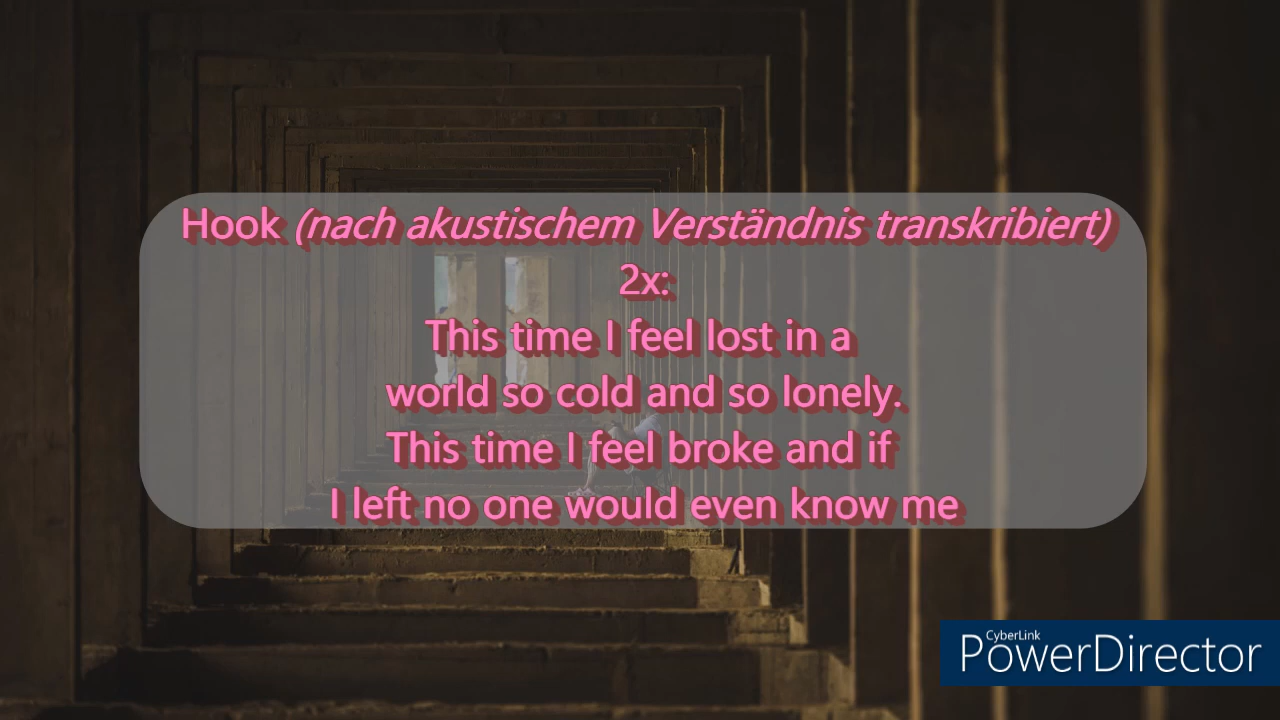 Hook (nach akustischem Verständnis transkribiert)
2x:
This time I feel lost in a
world so cold and so lonely.
This time I feel broke and if
I left no one would even know me
CyberLink
PowerDirector